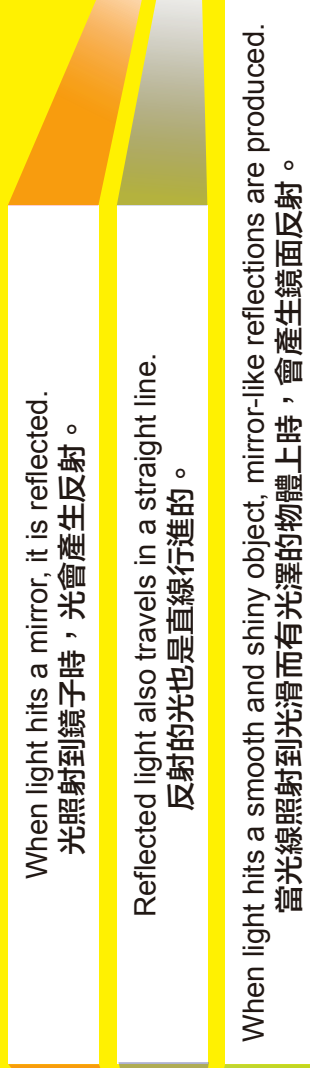 When light hits a mirror, it is reflected.
光照射到鏡子時，光會產生反射。
Reflected light also travels in a straight line.
反射的光也是直線行進的。
When light hits a smooth and shiny object, mirror-like reflections are produced.
當光線照射到光滑而有光澤的物體上時，會產生鏡面反射。